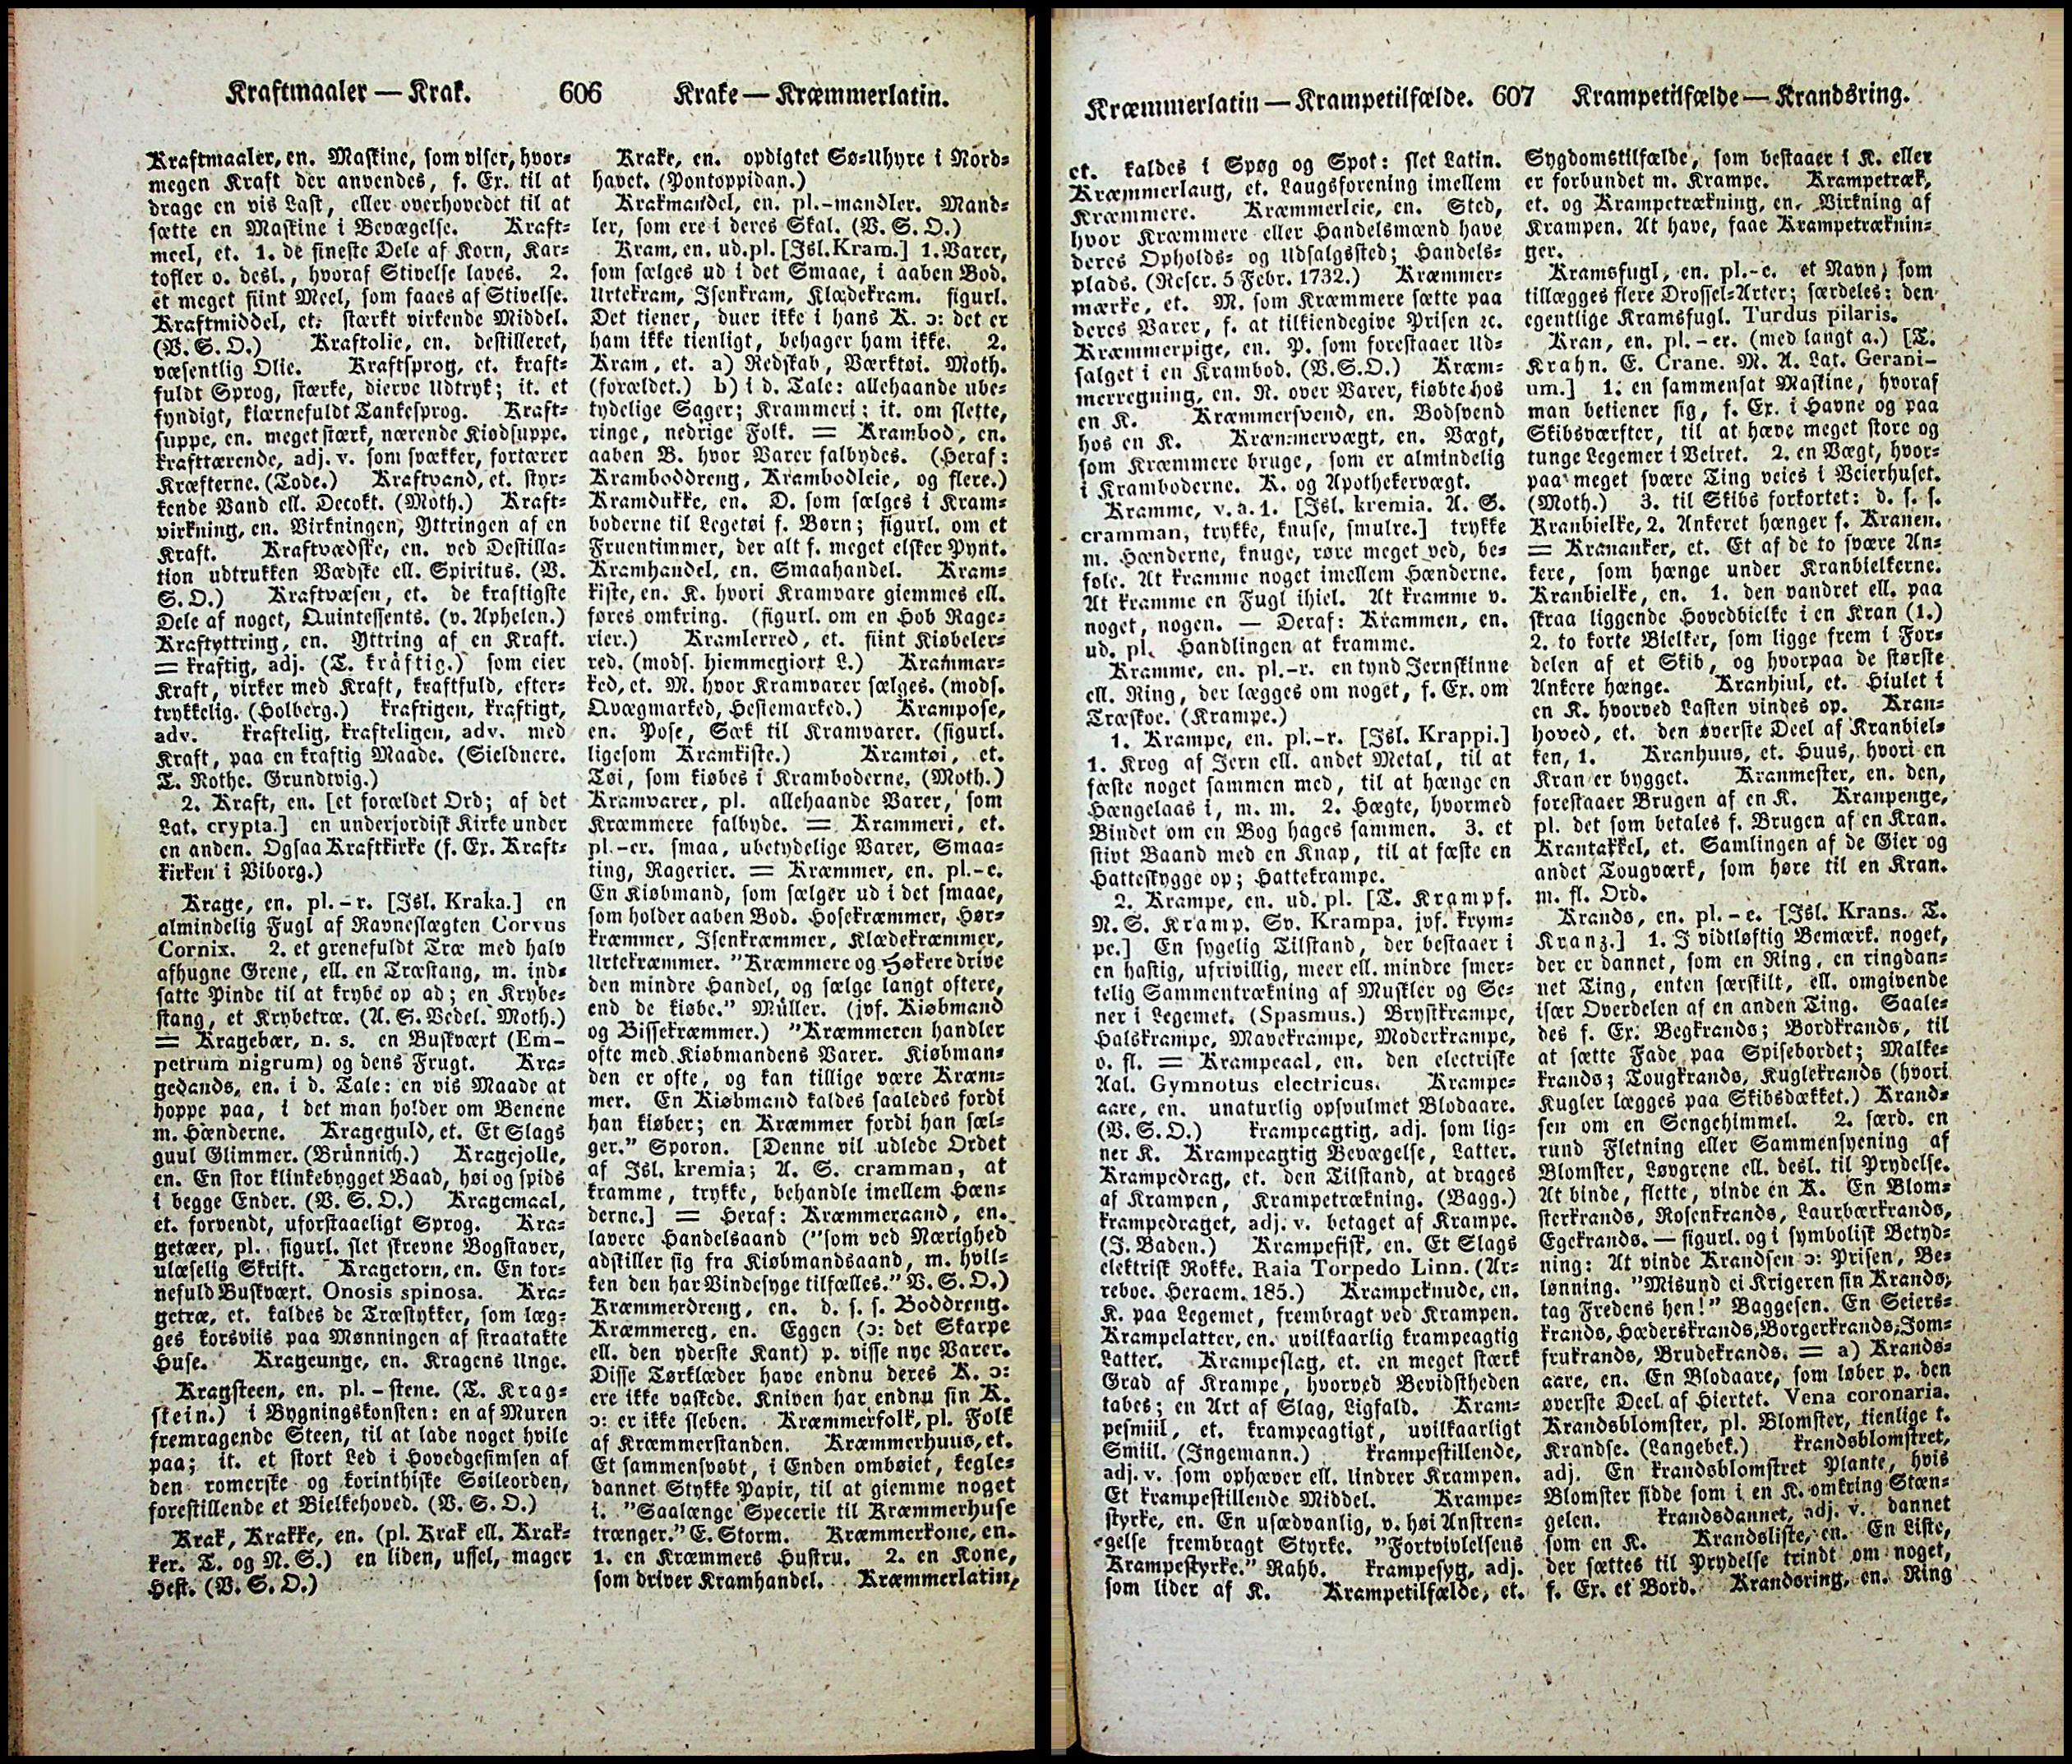 Kraftmaaler — Krak.
606
Krake — Kræmmerlatin.
Kraftmaaler, en. Maskine, som viser, hvor-
megen Kraft der anvendes, f. Ex. til at
drage en vis Last, eller overhovedet til at
sætte en Maskine i Bevægelse. Kraft-
meel, et. 1. de fineste Dele af Korn, Kar-
tofler o. desl., hvoraf Stivelse laves. 2.
et meget fiint Meel, som faaes af Stivelse.
Kraftmiddel, et. stærkt virkende Middel.
(V. S. O.) Kraftolie, en. destilleret,
væsentlig Olie. Kraftsprog, et. kraft-
fuldt Sprog, stærke, dierve Udtryk; it. et
fyndigt, kiærnefuldt Tankesprog. Kraft-
suppe, en. meget stærk, nærende Kiødsuppe.
krafttærende, adj. v. som svækker, fortærer
Kræfterne. (Tode.) Kraftvand, et. styr-
kende Vand ell. Decokt. (Moth.) Kraft-
virkning, en. Virkningen, Yttringen af en
Kraft. Kraftvædske, en. ved Destilla-
tion udtrukken Vædske ell. Spiritus. (V.
S. O.) Kraftvæsen, et. de kraftigste
Dele af noget, Quintessents. (v. Aphelen.)
Kraftyttring, en. Yttring af en Kraft.
= kraftig, adj. (T. kräftig.) som eier
Kraft, virker med Kraft, kraftfuld, efter-
trykkelig. (Holberg.) kraftigen, kraftigt,
adv. kraftelig, krafteligen, adv. med
Kraft, paa en kraftig Maade. (Sieldnere.
T. Rothe. Grundtvig.)
2. Kraft, en. [et forældet Ord; af det
Lat. crypta.] en underjordisk Kirke under
en anden. Ogsaa Kraftkirke (f. Ex. Kraft-
kirken i Viborg.)
Krage, en. pl. - r. [Isl. Kraka.] en
almindelig Fugl af Ravneslægten Corvus
Cornix. 2. et grenefuldt Træ med halv
afhugne Grene, ell. en Træstang, m. ind-
satte Pinde til at krybe op ad; en Krybe-
stang, et Krybetræ. (A. S. Vedel. Moth.)
= Kragebær, n. s. en Buskvært (Em-
petrum nigrum) og dens Frugt. Kra-
gedands, en. i d. Tale: en vis Maade at
hoppe paa, i det man holder om Benene
m. Hænderne. Krageguld, et. Et Slags
guul Glimmer. (Brünnich.) Kragejolle,
en. En stor klinkebygget Baad, høi og spids
i begge Ender. (V. S. O.) Kragemaal,
et. forvendt, uforstaaeligt Sprog. Kra-
getæer, pl. figurl. slet skrevne Bogstaver,
ulæselig Skrift. Kragetorn, en. En tor-
nefuld Buskvært. Onosis spinosa. Kra-
getræ, et. kaldes de Træstykker, som læg-
ges korsviis paa Mønningen af straatakte
Huse. Krageunge, en. Kragens Unge.
Kragsteen, en. pl. - stene. (T. Krag-
stein.) i Bygningskonsten: en af Muren
fremragende Steen, til at lade noget hvile
paa; it. et stort Led i Hovedgesimsen af
den romerske og korinthiske Søileorden,
forestillende et Bielkehoved. (V. S. O.)
Krak, Krakke, en. (pl. Krak ell. Krak-
ker. T. og N. S.) en liden, ussel, mager
Hest. (V. S. O.)
Krake, en. opdigtet Sø-Uhyre i Nord-
havet. (Pontoppidan.)
Krakmandel, en. pl. - mandler. Mand-
ler, som ere i deres Skal. (V. S. O.)
Kram, en. ud. pl. [Isl. Kram.] 1. Varer,
som sælges ud i det Smaae, i aaben Bod.
Urtekram, Isenkram, Klædekram. figurl.
Det tiener, duer ikke i hans K. ɔ: det er
ham ikke tienligt, behager ham ikke. 2.
Kram, et. a) Redskab, Værktøi. Moth.
(forældet.) b) i d. Tale: allehaande ube-
tydelige Sager; Krammeri; it. om slette,
ringe, nedrige Folk. = Krambod, en.
aaben B. hvor Varer falbydes. (Heraf:
Kramboddreng, Krambodleie, og flere.)
Kramdukke, en. D. som sælges i Kram-
boderne til Legetøi f. Børn; figurl. om et
Fruentimmer, der alt f. meget elsker Pynt.
Kramhandel, en. Smaahandel. Kram-
kiste, en. K. hvori Kramvare giemmes ell.
føres omkring. (figurl. om en Hob Rage-
rier.) Kramlerred, et. fiint Kiøbeler-
red. (mods. hiemmegiort L.) Krammar-
ked, et. M. hvor Kramvarer sælges. (mods.
Qvægmarked, Hestemarked.) Krampose,
en. Pose, Sæk til Kramvarer. (figurl.
ligesom Kramkiste.) Kramtøi, et.
Tøi, som kiøbes i Kramboderne. (Moth.)
Kramvarer, pl. allehaande Varer, som
Kræmmere falbyde. = Krammeri, et.
pl. -er. smaa, ubetydelige Varer, Smaa-
ting, Ragerier. = Kræmmer, en. pl. -e.
En Kiøbmand, som sælger ud i det smaae,
som holder aaben Bod. Hosekræmmer, Hør-
kræmmer, Isenkræmmer, Klædekræmmer,
Urtekræmmer. "Kræmmere og Høkere drive
den mindre Handel, og sælge langt oftere,
end de kiøbe." Müller. (jvf. Kiøbmand
og Bissekræmmer.) "Kræmmeren handler
ofte med Kiøbmandens Varer. Kiøbman-
den er ofte, og kan tillige være Kræm-
mer. En Kiøbmand kaldes saaledes fordi
han kiøber; en Kræmmer fordi han sæl-
ger." Sporon. [Denne vil udlede Ordet
af Isl. kremia; A. S. cramman, at
kramme, trykke, behandle imellem Hæn-
derne.] = Heraf: Kræmmeraand, en.
lavere Handelsaand ("som ved Nærighed
adskiller sig fra Kiøbmandsaand, m. hvil-
ken den har Vindesyge tilfælles." V. S. O.)
Kræmmerdreng, en. d. s. s. Boddreng.
Kræmmereg, en. Eggen (ɔ: det Skarpe
ell. den yderste Kant) p. visse nye Varer.
Disse Tørklæder have endnu deres K. ɔ:
ere ikke vaskede. Kniven har endnu sin K.
ɔ: er ikke sleben. Kræmmerfolk, pl. Folk
af Kræmmerstanden. Kræmmerhuus, et.
Et sammensvøbt, i Enden ombøiet, kegle-
dannet Stykke Papir, til at giemme noget
i. "Saalænge Specerie til Kræmmerhuse
trænger." E. Storm. Kræmmerkone, en.
1. en Kræmmers Hustru. 2. en Kone,
som driver Kramhandel. Kræmmerlatin,
Kræmmerlatin — Krampetilfælde.
607
Krampetilfælde — Krandsring.
et. kaldes i Spøg og Spot: slet Latin.
Kræmmerlaug, et. Laugsforening imellem
Kræmmere. Kræmmerleie, en. Sted,
hvor Kræmmere eller Handelsmænd have
deres Opholds- og Udsalgssted; Handels-
plads. (Rescr. 5 Febr. 1732.) Kræmmer-
mærke, et. M. som Kræmmere sætte paa
deres Varer, f. at tilkiendegive Prisen ꝛc.
Kræmmerpige, en. P. som forestaaer Ud-
salget i en Krambod. (V. S. O.) Kræm-
merregning, en. R. over Varer, kiøbte hos
en K. Kræmmersvend, en. Bodsvend
hos en K. Kræmmervægt, en. Vægt,
som Kræmmere bruge, som er almindelig
i Kramboderne. K. og Apothekervægt.
Kramme, v. a. 1. [Isl. kremia. A. S.
cramman, trykke, knuse, smulre.] trykke
m. Hænderne, knuge, røre meget ved, be-
føle. At kramme noget imellem Hænderne.
At kramme en Fugl ihiel. At kramme v.
noget, nogen. — Deraf: Krammen, en.
ud. pl. Handlingen at kramme.
Kramme, en. pl. -r. en tynd Jernskinne
ell. Ring, der lægges om noget, f. Ex. om
Træskoe. (Krampe.)
1. Krampe, en. pl. -r. [Isl. Krappi.]
1. Krog af Jern ell. andet Metal, til at
fæste noget sammen med, til at hænge en
Hængelaas i, m. m. 2. Hægte, hvormed
Bindet om en Bog hages sammen. 3. et
stivt Baand med en Knap, til at fæste en
Hatteskygge op; Hattekrampe.
2. Krampe, en. ud. pl. [T. Krampf.
N. S. Kramp. Sv. Krampa. jvf. krym-
pe.] En sygelig Tilstand, der bestaaer i
en hastig, ufrivillig, meer ell. mindre smer-
telig Sammentrækning af Muskler og Se-
ner i Legemet. (Spasmus.) Brystkrampe,
Halskrampe, Mavekrampe, Moderkrampe,
o. fl. = Krampeaal, en. den electriske
Aal. Gymnotus electricus. Krampe-
aare, en. unaturlig opsvulmet Blodaare.
(V. S. O.) krampeagtig, adj. som lig-
ner K. Krampeagtig Bevægelse, Latter.
Krampedrag, et. den Tilstand, at drages
af Krampen, Krampetrækning. (Bagg.)
krampedraget, adj. v. betaget af Krampe.
(J. Baden.) Krampefisk, en. Et Slags
elektrisk Rokke. Raia Torpedo Linn. (Ar-
reboe. Hexaem. 185.) Krampeknude, en.
K. paa Legemet, frembragt ved Krampen.
Krampelatter, en. uvilkaarlig krampeagtig
Latter. Krampeslag, et. en meget stærk
Grad af Krampe, hvorved Bevidstheden
tabes; en Art af Slag, Ligfald. Kram-
pesmiil, et. krampeagtigt, uvilkaarligt
Smiil. (Ingemann.) krampestillende,
adj. v. som ophæver ell. lindrer Krampen.
Et krampestillende Middel. Krampe-
styrke, en. En usædvanlig, v. høi Anstren-
gelse frembragt Styrke. "Fortvivlelsens
Krampestyrke." Rahb. krampesyg, adj.
som lider af K. Krampetilfælde, et.
Sygdomstilfælde, som bestaaer i K. eller
er forbundet m. Krampe. Krampetræk,
et. og Krampetrækning, en. Virkning af
Krampen. At have, faae Krampetræknin-
ger.
Kramsfugl, en. pl. -e. et Navn, som
tillægges flere Drossel-Arter; særdeles: den
egentlige Kramsfugl. Turdus pilaris.
Kran, en. pl. - er. (med langt a.) [T.
Krahn. E. Crane. M. A. Lat. Gerani-
um.] 1. en sammensat Maskine, hvoraf
man betiener sig, f. Ex. i Havne og paa
Skibsværfter, til at hæve meget store og
tunge Legemer i Veiret. 2. en Vægt, hvor-
paa meget svære Ting veies i Veierhuset.
(Moth.) 3. til Skibs forkortet: d. s. s.
Kranbielke, 2. Ankeret hænger f. Kranen.
= Krananker, et. Et af de to svære An-
kere, som hænge under Kranbielkerne.
Kranbielke, en. 1. den vandret ell. paa
skraa liggende Hovedbielke i en Kran (1.)
2. to korte Bielker, som ligge frem i For-
delen af et Skib, og hvorpaa de største
Ankere hænge. Kranhiul, et. Hiulet i
en K. hvorved Lasten vindes op. Kran-
hoved, et. den øverste Deel af Kranbiel-
ken, 1. Kranhuus, et. Huus, hvori en
Kran er bygget. Kranmester, en. den,
forestaaer Brugen af en K. Kranpenge,
pl. det som betales f. Brugen af en Kran.
Krantakkel, et. Samlingen af de Gier og
andet Tougværk, som høre til en Kran.
m. fl. Ord.
Krands, en. pl. - e. [Isl. Krans. T.
Kranz.] 1. I vidtløftig Bemærk. noget,
der er dannet, som en Ring, en ringdan-
net Ting, enten særskilt, ell. omgivende
især Overdelen af en anden Ting. Saale-
des f. Ex. Begkrands; Bordkrands, til
at sætte Fade paa Spisebordet; Malke-
krands; Tougkrands, Kuglekrands (hvori
Kugler lægges paa Skibsdækket.) Krand-
sen om en Sengehimmel. 2. særd. en
rund Fletning eller Sammensyening af
Blomster, Løvgrene ell. desl. til Prydelse.
At binde, flette, vinde en K. En Blom-
sterkrands, Rosenkrands, Laurbærkrands,
Egekrands. — figurl. og i symbolisk Betyd-
ning: At vinde Krandsen ɔ: Prisen, Be-
lønning. "Misund ei Krigeren sin Krands,
tag Fredens hen!" Baggesen. En Seiers-
krands, Hæderskrands, Borgerkrands, Jom-
frukrands, Brudekrands. = a) Krands-
aare, en. En Blodaare, som løber p. den
øverste Deel af Hiertet. Vena coronaria.
Krandsblomster, pl. Blomster, tienlige t.
Krandse. (Langebek.) krandsblomstret,
adj. En krandsblomstret Plante, hvis
Blomster sidde som i en K. omkring Stæn-
gelen. krandsdannet, adj. v. dannet
som en K. Krandsliste, en. En Liste,
der sættes til Prydelse trindt om noget,
f. Ex. et Bord. Krandsring, en. Ring